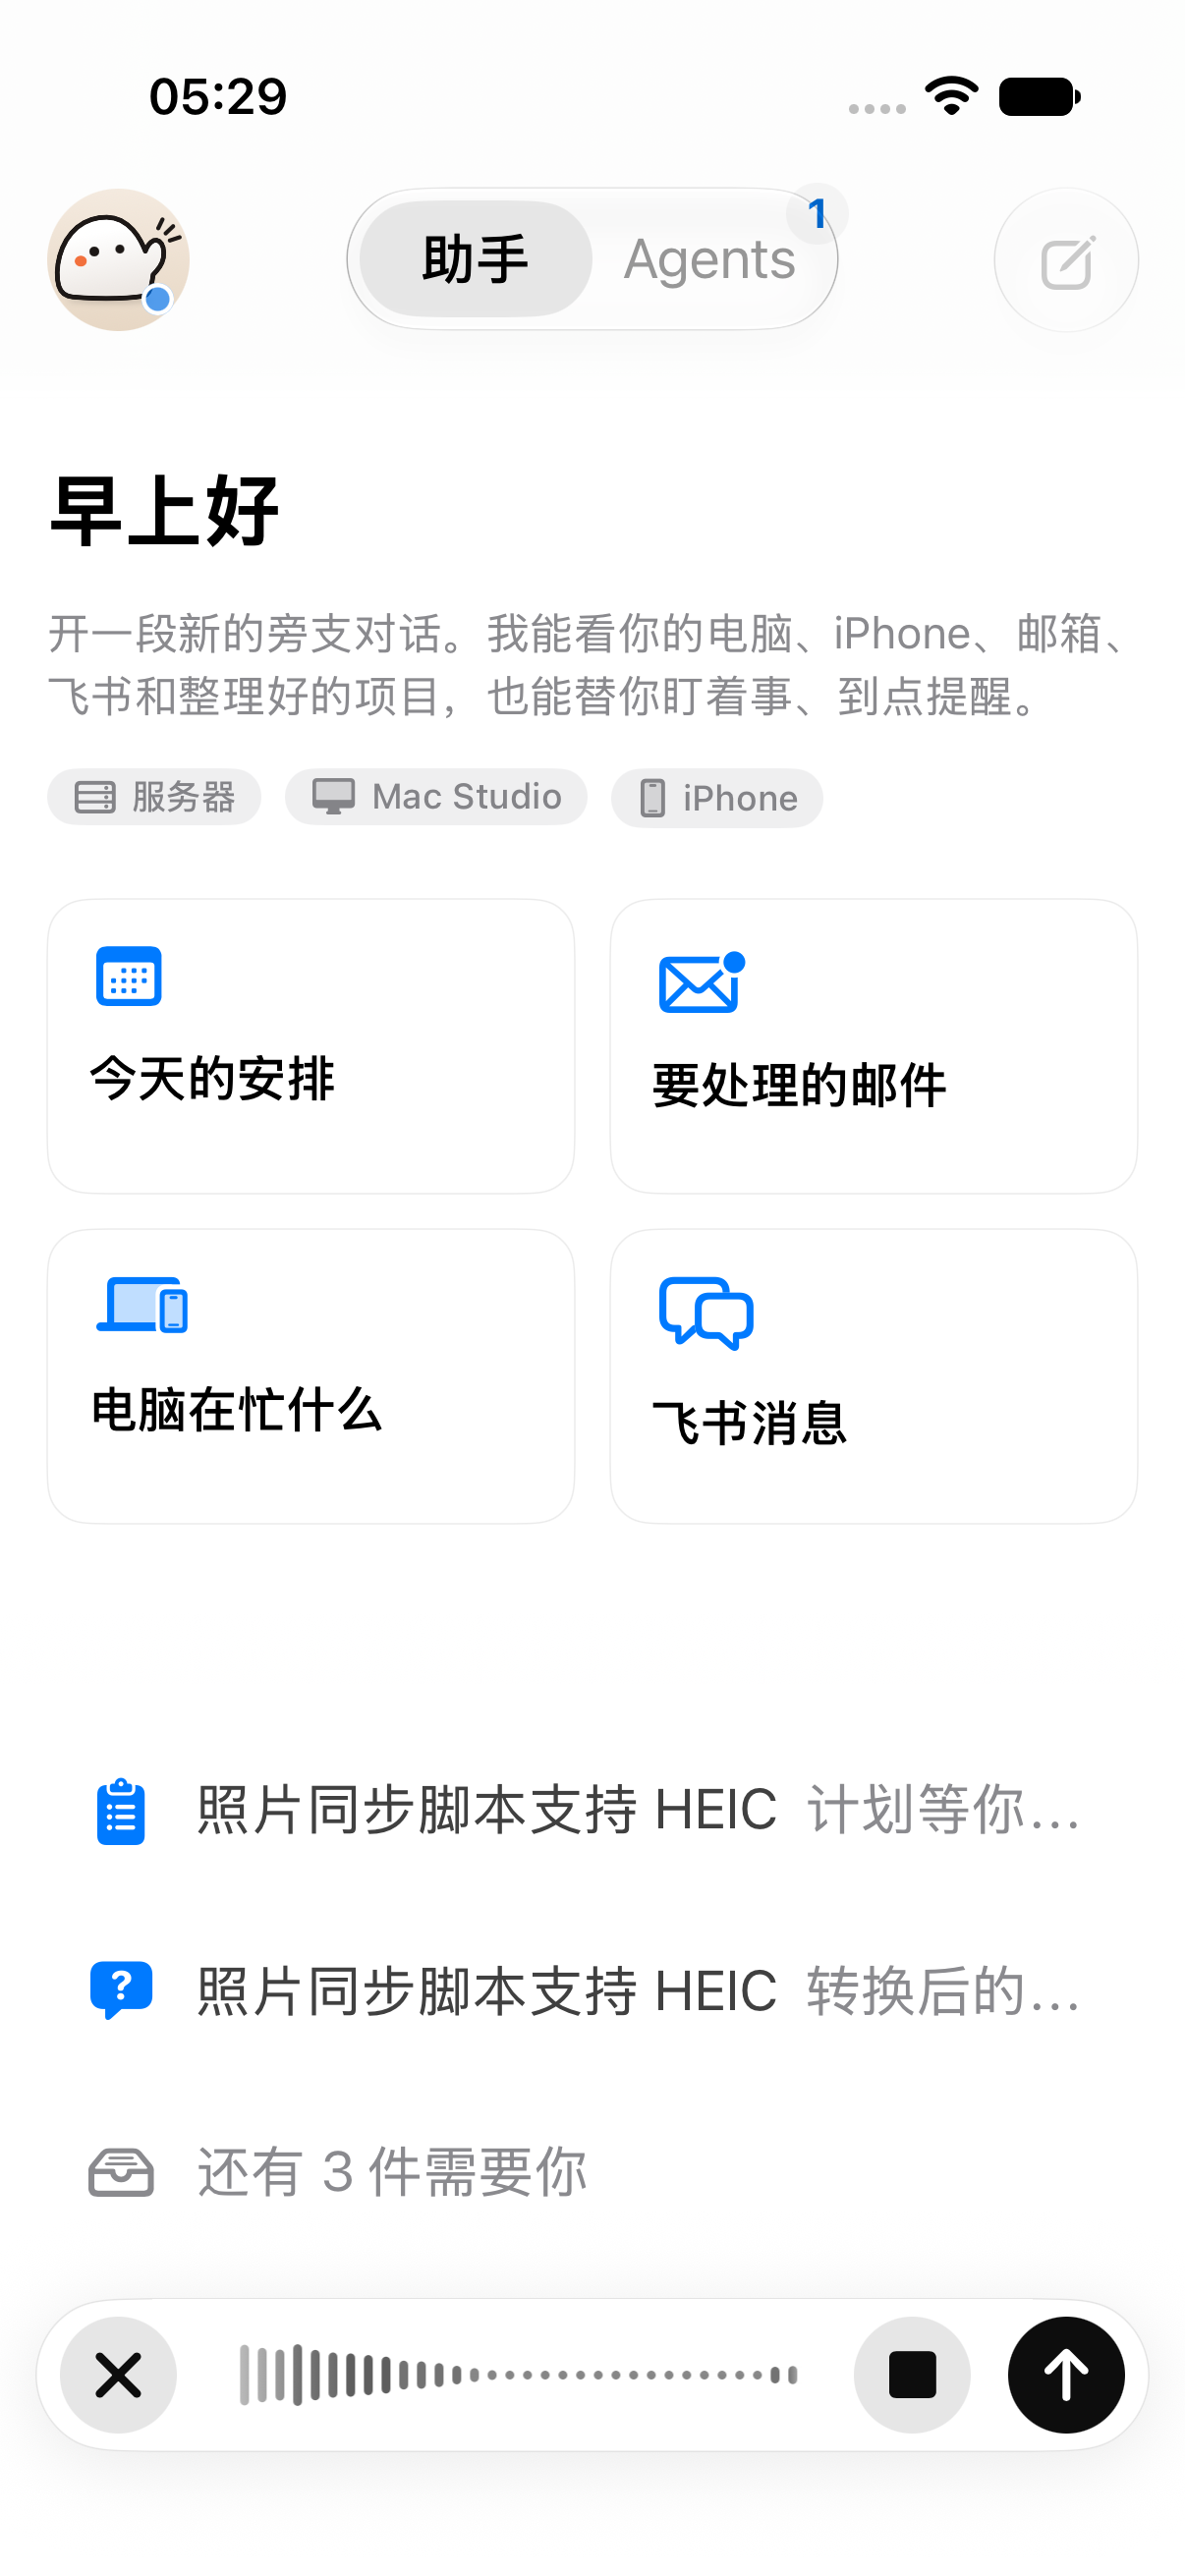 05:29
助手
Agents
1
早上好
开一段新的旁支对话。我能看你的电脑、iPhone、邮箱、
飞书和整理好的项目，也能替你盯着事、到点提醒。
服务器
Mac Studio
iPhone
今天的安排
要处理的邮件
电脑在忙什么
飞书消息
照片同步脚本支持 HEIC 计划等你...
照片同步脚本支持 HEIC 转换后的...
还有 3 件需要你